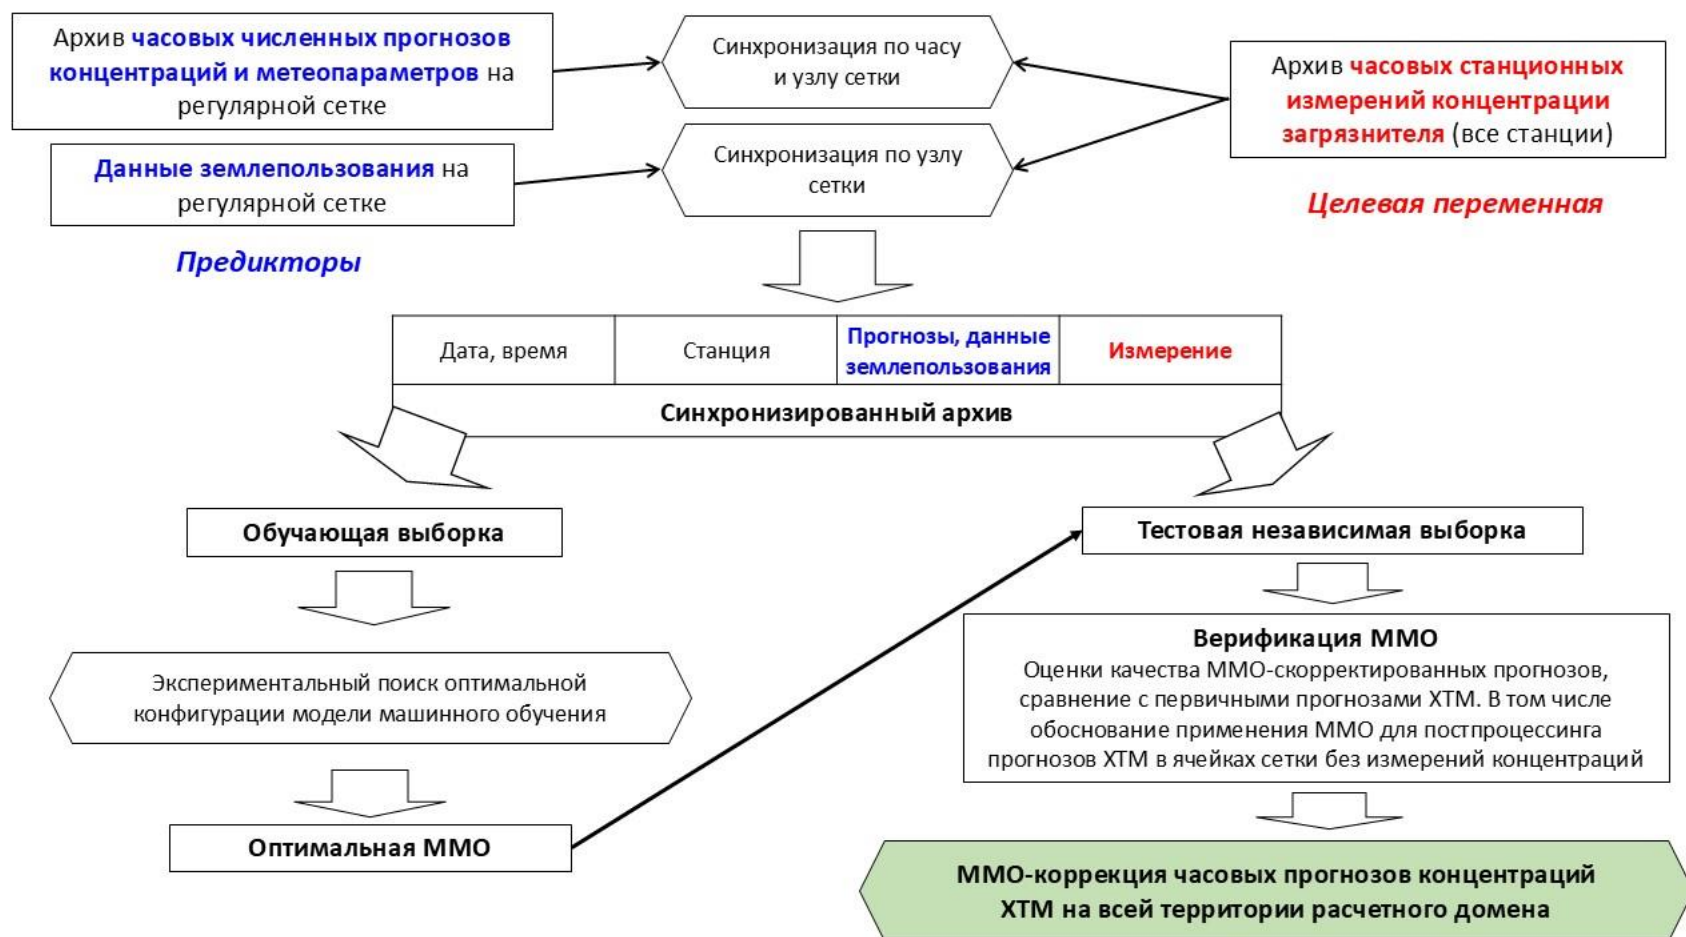 Архив часовых численных прогнозов
концентраций и метеопараметров на
регулярной сетке
Синхронизация по часу
и узлу сетки
Архив часовых станционных
измерений концентрации
загрязнителя (все станции)
Данные землепользования на
регулярной сетке
Синхронизация по узлу
сетки
Целевая переменная
Предикторы
Дата, время
Станция
Прогнозы, данные
землепользования
Измерение
Синхронизированный архив
Обучающая выборка
Тестовая независимая выборка
Экспериментальный поиск оптимальной
конфигурации модели машинного обучения
Верификация ММО
Оценки качества ММО-скорректированных прогнозов,
сравнение с первичными прогнозами ХТМ. В том числе
обоснование применения ММО для постпроцессинга
прогнозов ХТМ в ячейках сетки без измерений концентраций
Оптимальная ММО
ММО-коррекция часовых прогнозов концентраций
ХТМ на всей территории расчетного домена